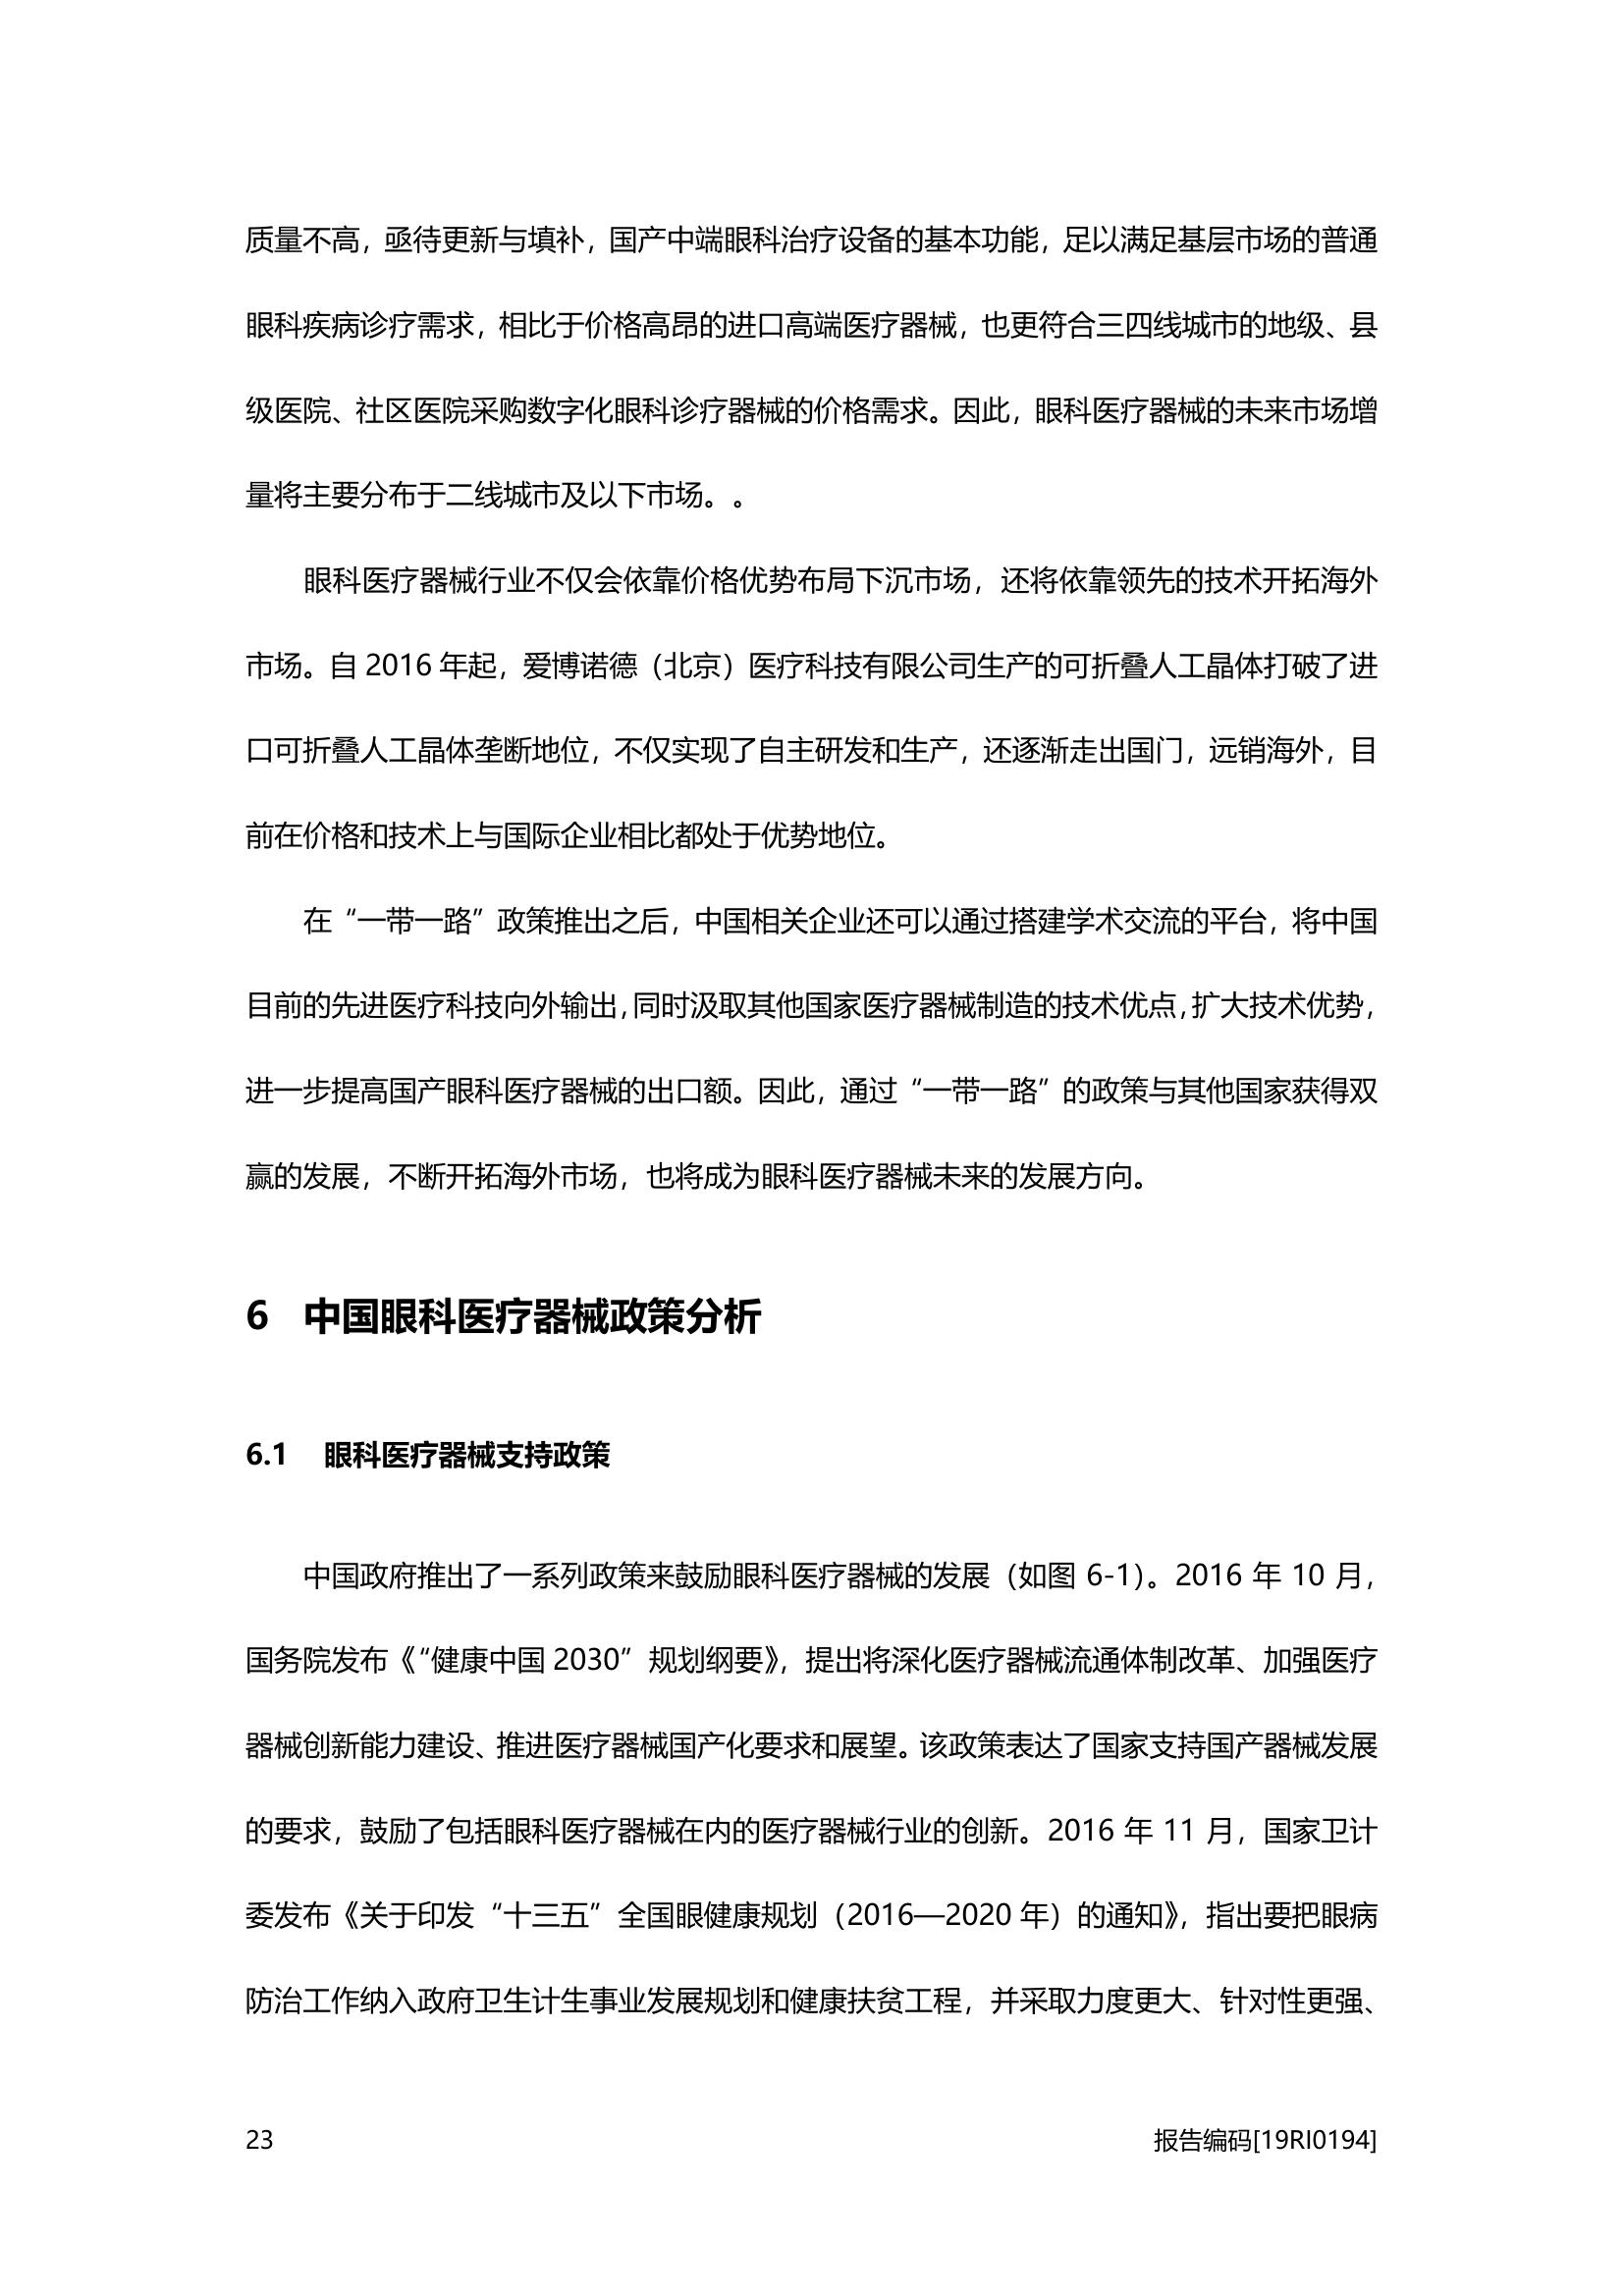 质量不高，亟待更新与填补，国产中端眼科治疗设备的基本功能，足以满足基层市场的普通
眼科疾病诊疗需求，相比于价格高昂的进口高端医疗器械，也更符合三四线城市的地级、县
级医院、社区医院采购数字化眼科诊疗器械的价格需求。因此，眼科医疗器械的未来市场增
量将主要分布于二线城市及以下市场。。
眼科医疗器械行业不仅会依靠价格优势布局下沉市场，还将依靠领先的技术开拓海外
市场。自 2016 年起，爱博诺德（北京）医疗科技有限公司生产的可折叠人工晶体打破了进
口可折叠人工晶体垄断地位，不仅实现了自主研发和生产，还逐渐走出国门，远销海外，目
前在价格和技术上与国际企业相比都处于优势地位。
在“一带一路”政策推出之后，中国相关企业还可以通过搭建学术交流的平台，将中国
目前的先进医疗科技向外输出，同时汲取其他国家医疗器械制造的技术优点，扩大技术优势，
进一步提高国产眼科医疗器械的出口额。因此，通过“一带一路”的政策与其他国家获得双
赢的发展，不断开拓海外市场，也将成为眼科医疗器械未来的发展方向。
6 中国眼科医疗器械政策分析
6.1 眼科医疗器械支持政策
中国政府推出了一系列政策来鼓励眼科医疗器械的发展（如图 6-1）。2016 年 10 月，
国务院发布《“健康中国 2030”规划纲要》，提出将深化医疗器械流通体制改革、加强医疗
器械创新能力建设、推进医疗器械国产化要求和展望。该政策表达了国家支持国产器械发展
的要求，鼓励了包括眼科医疗器械在内的医疗器械行业的创新。2016 年 11 月，国家卫计
委发布《关于印发“十三五”全国眼健康规划（2016—2020 年）的通知》，指出要把眼病
防治工作纳入政府卫生计生事业发展规划和健康扶贫工程，并采取力度更大、针对性更强、
23 报告编码[19RI0194]